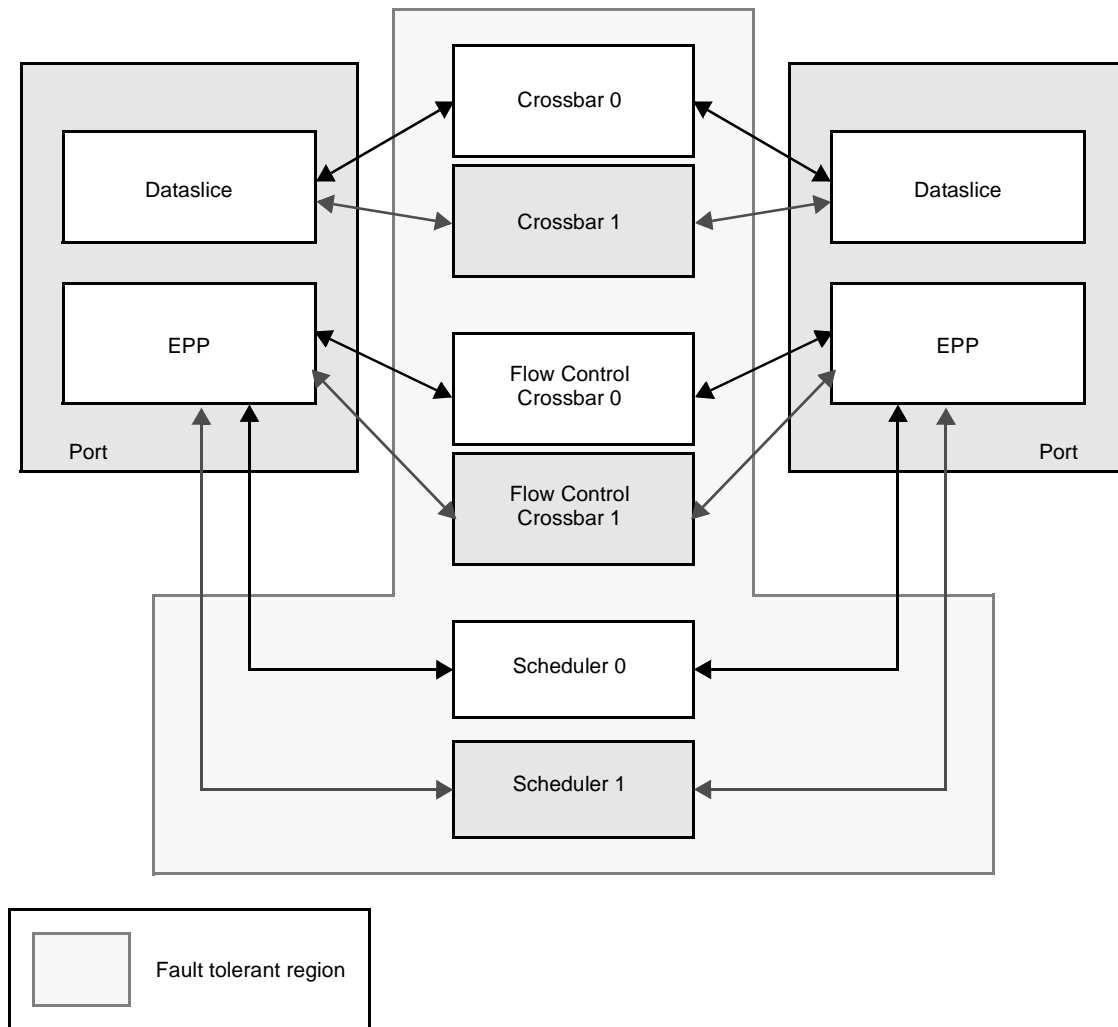 Crossbar 0
Dataslice
Dataslice
Crossbar 1
EPP
EPP
Flow Control
Crossbar 0
Port
Port
Flow Control
Crossbar 1
Scheduler 0
Scheduler 1
Fault tolerant region